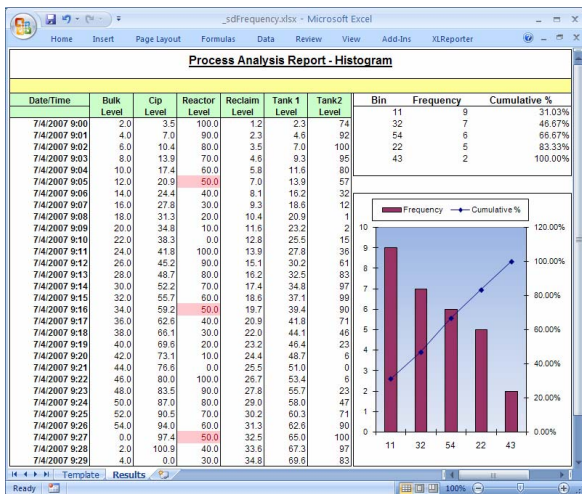 _sdFrequency.xlsx - Microsoft Excel
Home Insert Page Layout Formulas Data Review View Add-Ins XLReporter
Process Analysis Report - Histogram
Date/Time Bulk Level Cip Level Reactor Level Reclaim Level Tank 1 Level Tank2 Level
7/4/2007 9:00 2.0 3.5 100.0 1.2 2.3 74
7/4/2007 9:01 4.0 7.0 90.0 2.3 4.6 92
7/4/2007 9:02 6.0 10.4 80.0 3.5 7.0 100
7/4/2007 9:03 8.0 13.9 70.0 4.6 9.3 95
7/4/2007 9:04 10.0 17.4 60.0 5.8 11.6 80
7/4/2007 9:05 12.0 20.9 50.0 7.0 13.9 57
7/4/2007 9:06 14.0 24.4 40.0 8.1 16.2 32
7/4/2007 9:07 16.0 27.8 30.0 9.3 18.6 12
7/4/2007 9:08 18.0 31.3 20.0 10.4 20.9 1
7/4/2007 9:09 20.0 34.8 10.0 11.6 23.2 2
7/4/2007 9:10 22.0 38.3 0.0 12.8 25.5 15
7/4/2007 9:11 24.0 41.8 100.0 13.9 27.8 36
7/4/2007 9:12 26.0 45.2 90.0 15.1 30.2 61
7/4/2007 9:13 28.0 48.7 80.0 16.2 32.5 83
7/4/2007 9:14 30.0 52.2 70.0 17.4 34.8 97
7/4/2007 9:15 32.0 55.7 60.0 18.6 37.1 99
7/4/2007 9:16 34.0 59.2 50.0 19.7 39.4 90
7/4/2007 9:17 36.0 62.6 40.0 20.9 41.8 71
7/4/2007 9:18 38.0 66.1 30.0 22.0 44.1 46
7/4/2007 9:19 40.0 69.6 20.0 23.2 46.4 23
7/4/2007 9:20 42.0 73.1 10.0 24.4 48.7 6
7/4/2007 9:21 44.0 76.6 0.0 25.5 51.0 0
7/4/2007 9:22 46.0 80.0 100.0 26.7 53.4 6
7/4/2007 9:23 48.0 83.5 90.0 27.8 55.7 23
7/4/2007 9:24 50.0 87.0 80.0 29.0 58.0 47
7/4/2007 9:25 52.0 90.5 70.0 30.2 60.3 71
7/4/2007 9:26 54.0 94.0 60.0 31.3 62.6 90
7/4/2007 9:27 0.0 97.4 50.0 32.5 65.0 100
7/4/2007 9:28 2.0 100.9 40.0 33.6 67.3 97
7/4/2007 9:29 4.0 0.0 30.0 34.8 69.6 83
Bin Frequency Cumulative %
11 9 31.03%
32 7 46.67%
54 6 66.67%
22 5 83.33%
43 2 100.00%
Frequency Cumulative %
10 120.00%
9
8 100.00%
7
80.00%
6
5 60.00%
4
3 40.00%
2
20.00%
1
0 0.00%
11 32 54 22 43
Template Results
Ready 100%